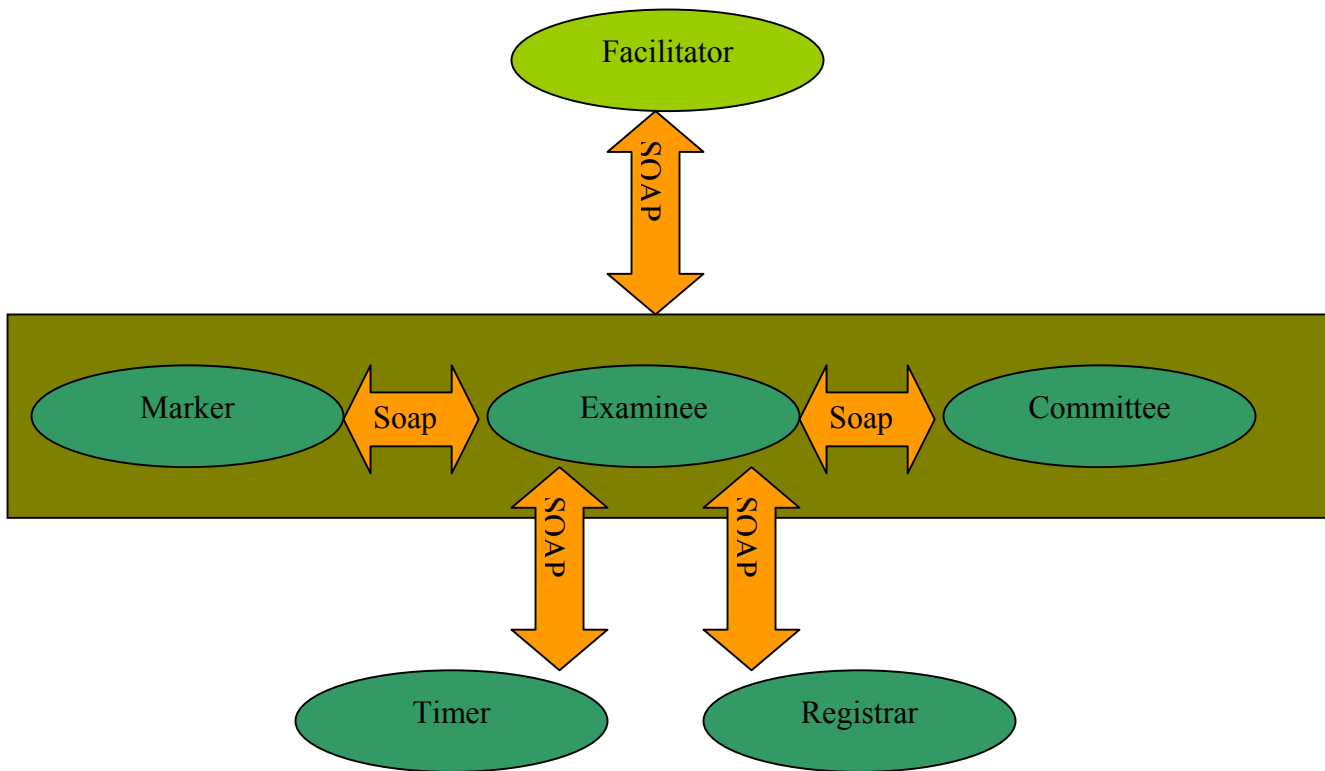 Facilitator
SOAP
Marker
Soap
Examinee
Soap
Committee
SOAP
SOAP
Timer
Registrar